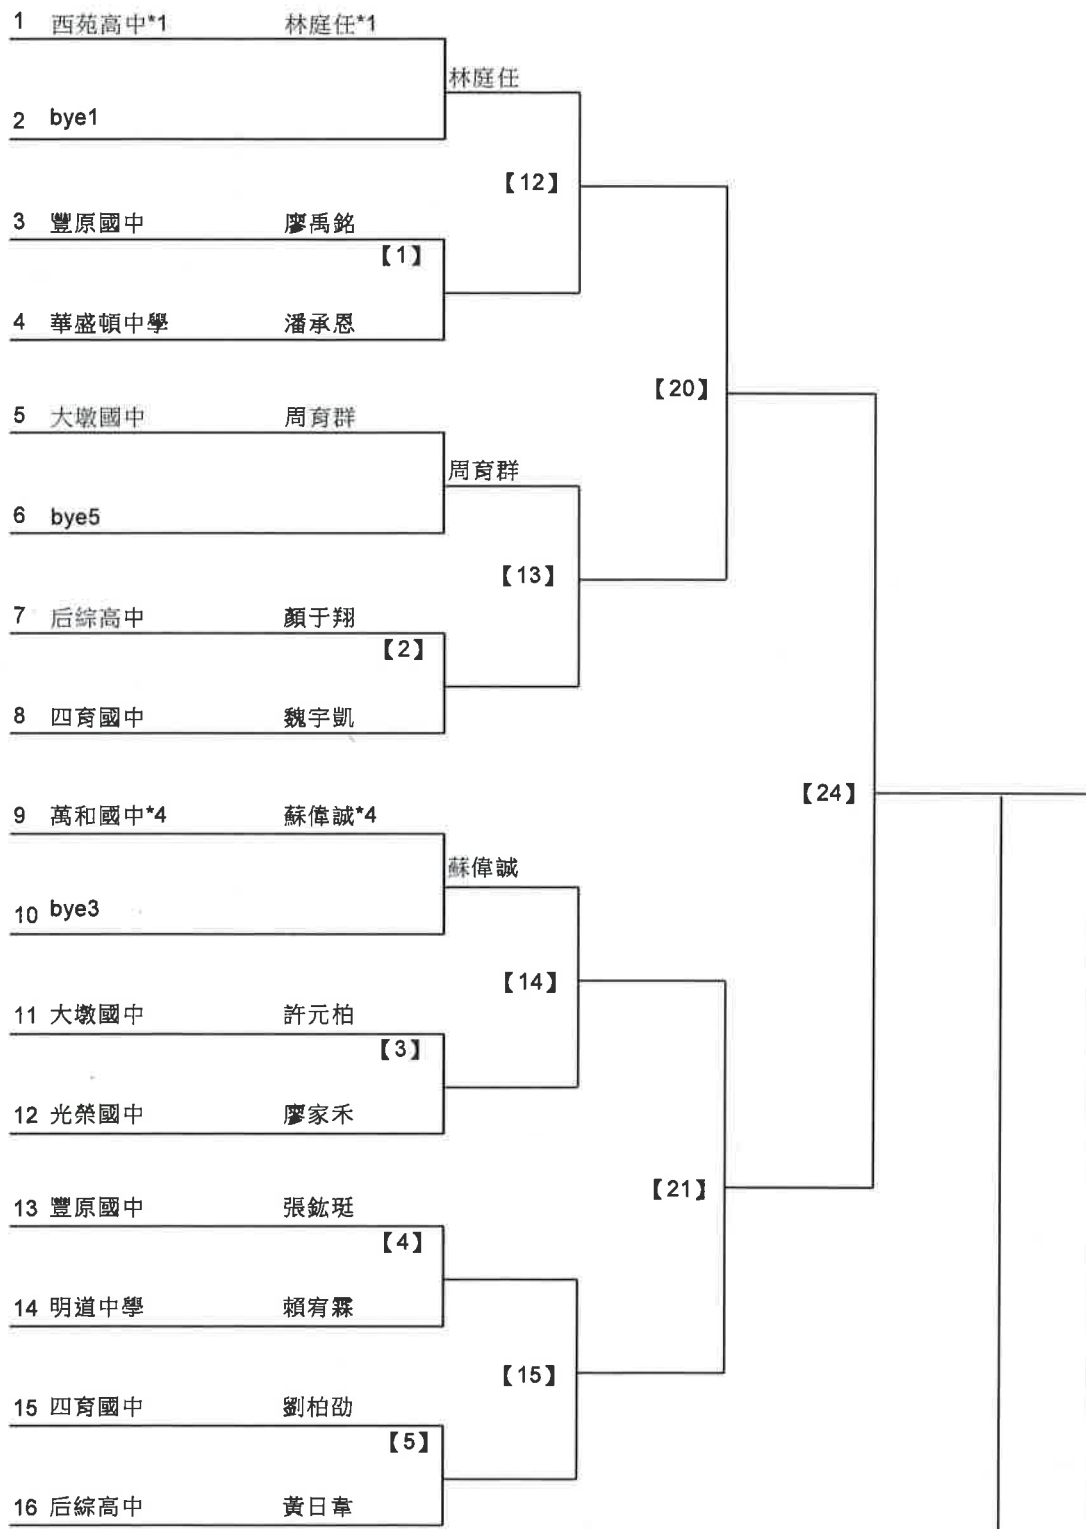 1 西苑高中*1 林庭任*1
林庭任
2 bye1
【12】
3 豐原國中 廖禹銘
【1】
4 華盛頓中學 潘承恩
【20】
5 大墩國中 周育群
周育群
6 bye5
【13】
7 后綜高中 顏于翔
【2】
8 四育國中 魏宇凱
【24】
9 萬和國中*4 蘇偉誠*4
蘇偉誠
10 bye3
【14】
11 大墩國中 許元柏
【3】
12 光榮國中 廖家禾
【21】
13 豐原國中 張鈜珽
【4】
14 明道中學 賴宥霖
【15】
15 四育國中 劉柏劭
【5】
16 后綜高中 黃日韋